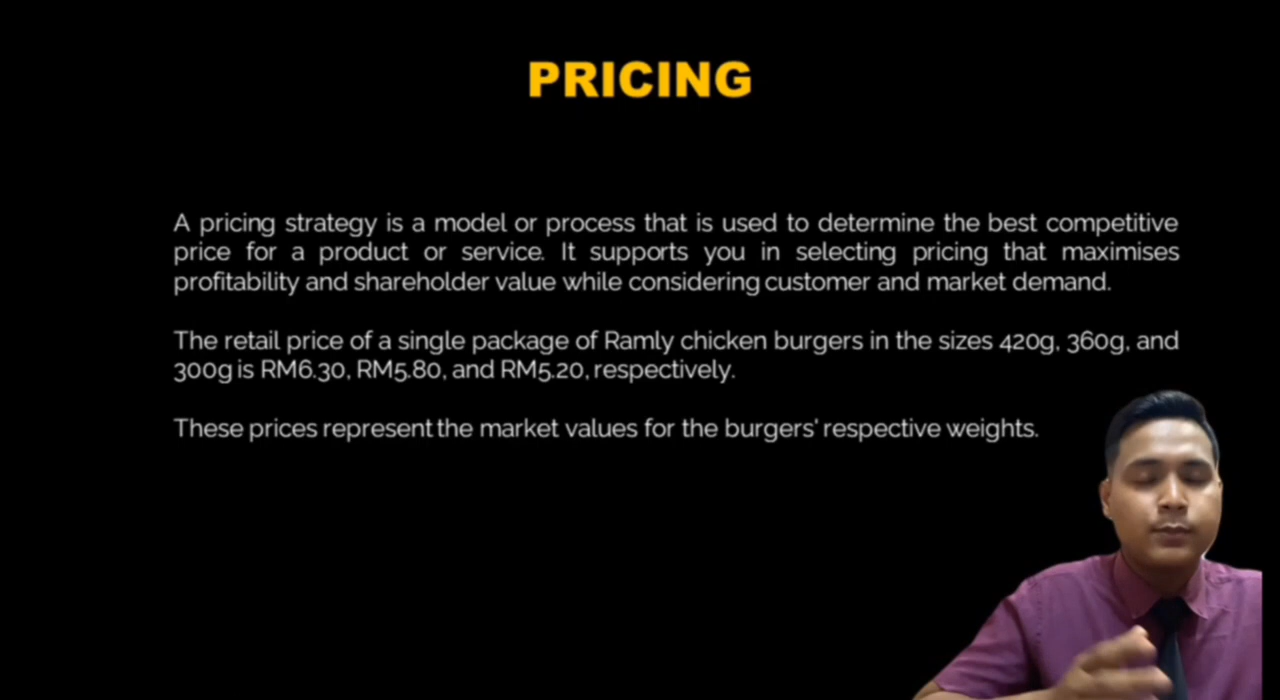 PRICING
A pricing strategy is a model or process that is used to determine the best competitive
price for a product or service. It supports you in selecting pricing that maximises
profitability and shareholder value while considering customer and market demand.
The retail price of a single package of Ramly chicken burgers in the sizes 420g, 360g, and
300g is RM6.30, RM5.80, and RM5.20, respectively.
These prices represent the market values for the burgers' respective weights.